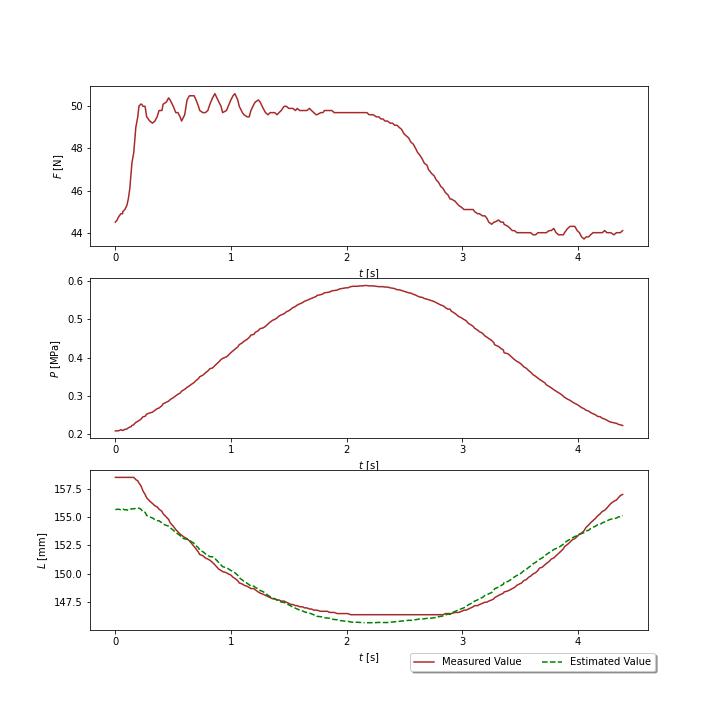 F [N]
50
48
46
44
0 1 2 3 4
t [s]
P [MPa]
0.6
0.5
0.4
0.3
0.2
0 1 2 3 4
t [s]
L [mm]
157.5
155.0
152.5
150.0
147.5
0 1 2 3 4
t [s]
Measured Value Estimated Value